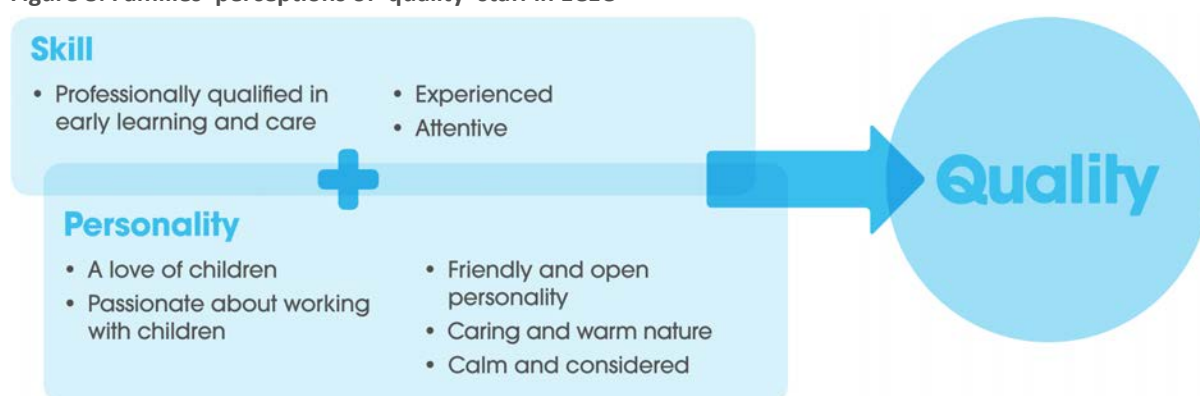 Skill
• Professionally qualified in
early learning and care
• Experienced
• Attentive
Personality
• A love of children
• Passionate about working
with children
• Friendly and open
personality
• Caring and warm nature
• Calm and considered
Quality